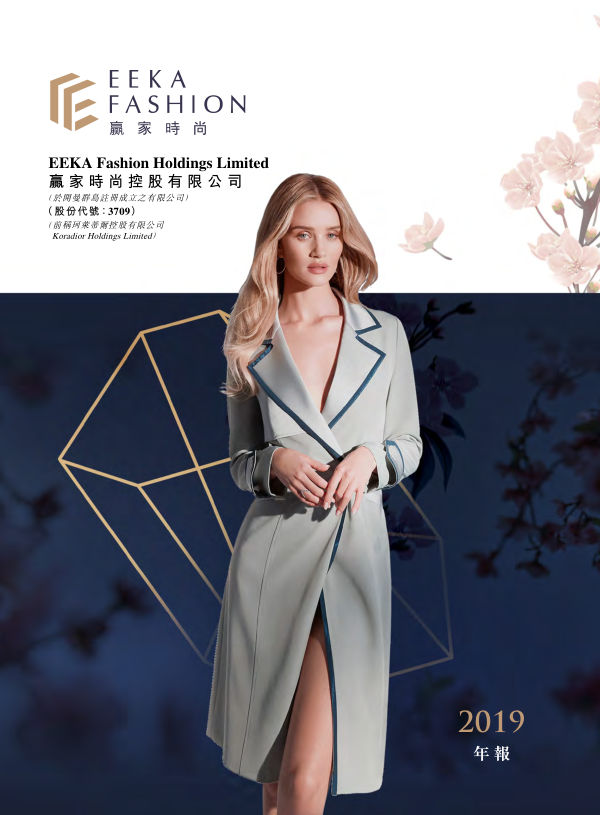 EEKA
FASHION
贏家時尚
EEKA Fashion Holdings Limited
贏家時尚控股有限公司
(於開曼群島註冊成立之有限公司)
(股份代號：3709)
(前稱珂萊蒂爾控股有限公司
Koradior Holdings Limited)
2019
年報